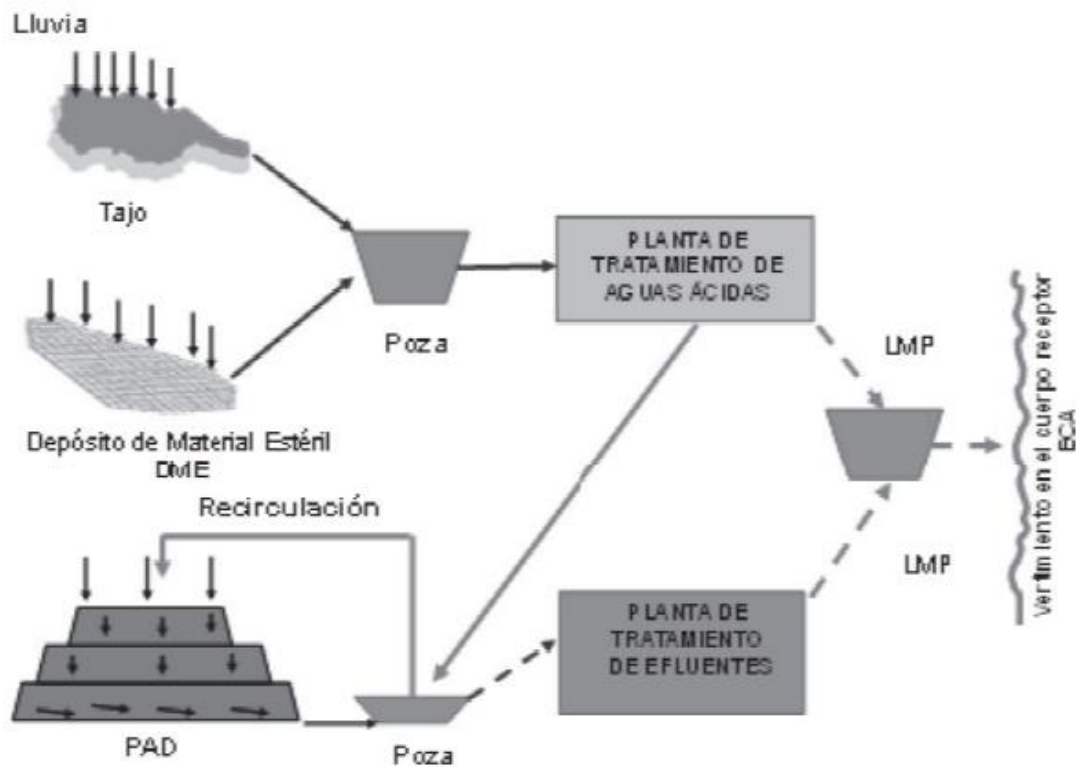 Lluvia
Tajo
Poza
PLANTA DE
TRATAMIENTO DE
AGUAS ÁCIDAS
LMP
Depósito de Material Estéril
DME
Recirculación
PAD
Poza
PLANTA DE
TRATAMIENTO
DE EFLUENTES
LMP
Vertimiento en el cuerpo receptor
ECA